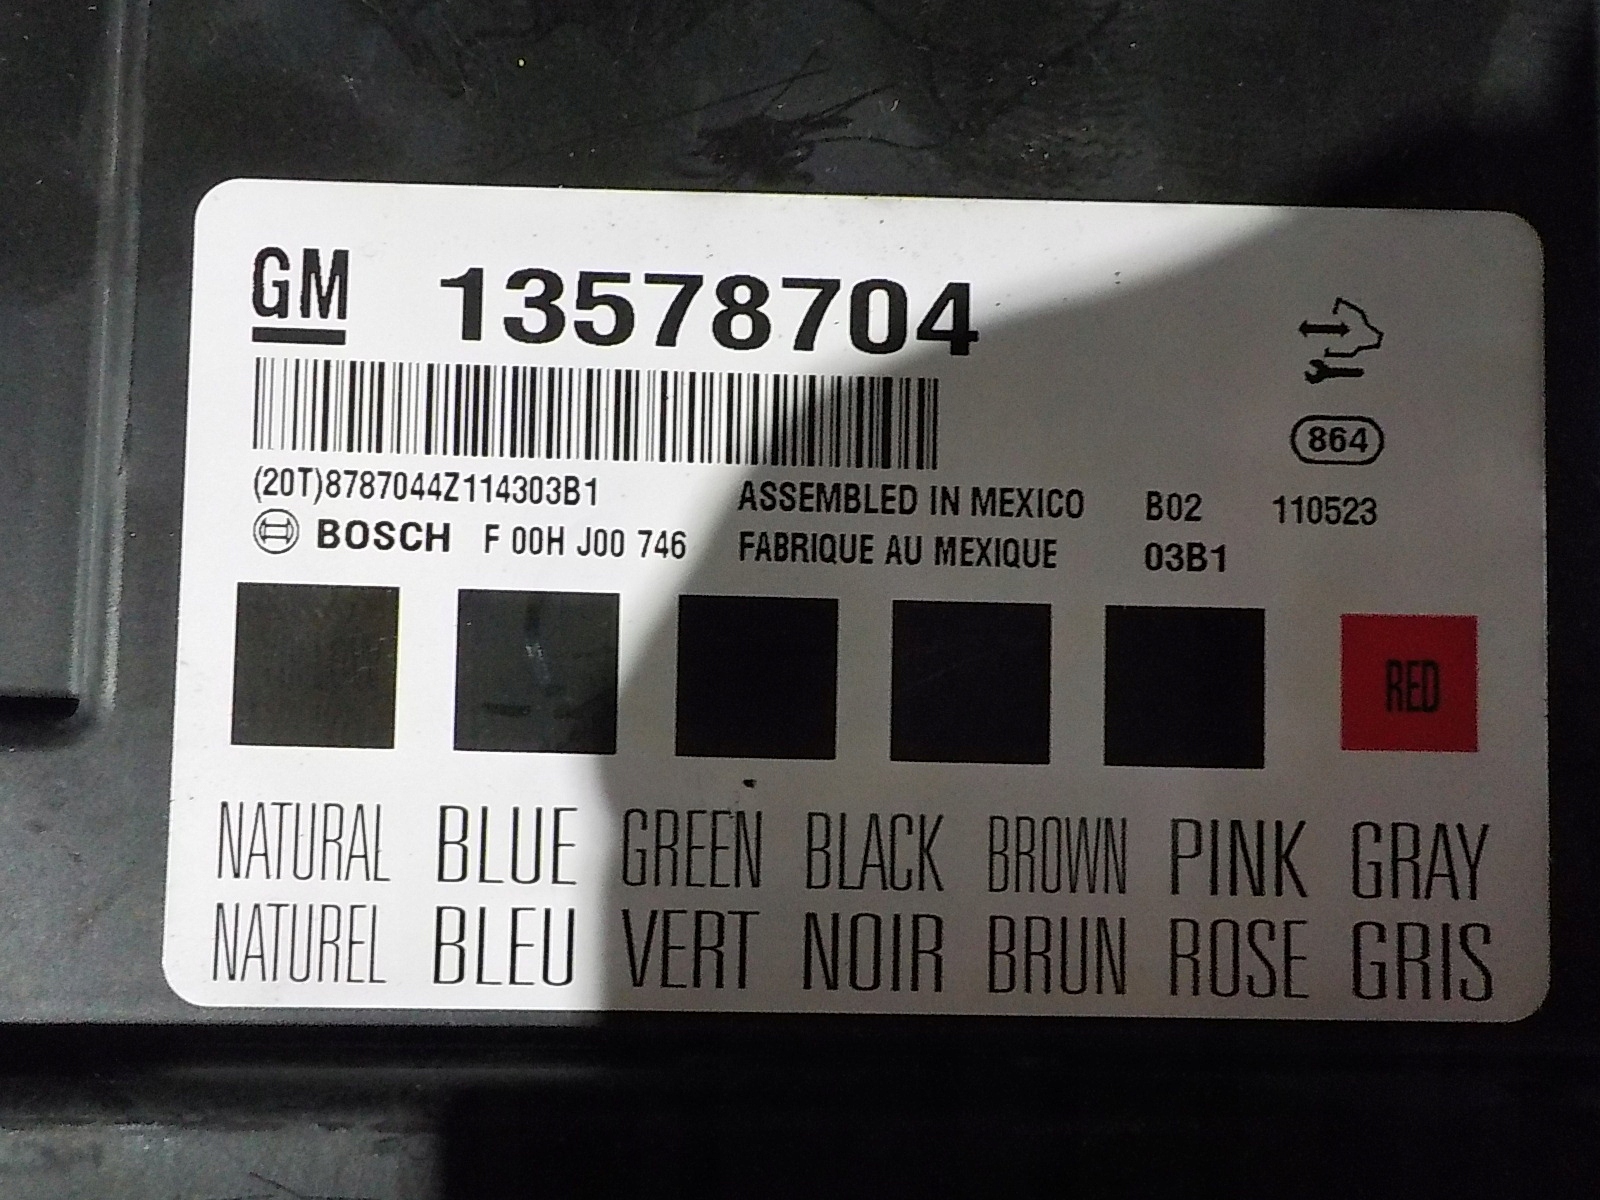 GM 13578704
864
(20T)8787044Z114303B1
ASSEMBLED IN MEXICO B02 110523
BOSCH F 00H J00 746
FABRIQUE AU MEXIQUE 03B1
RED
NATURAL BLUE GREEN BLACK BROWN PINK GRAY
NATUREL BLEU VERT NOIR BRUN ROSE GRIS